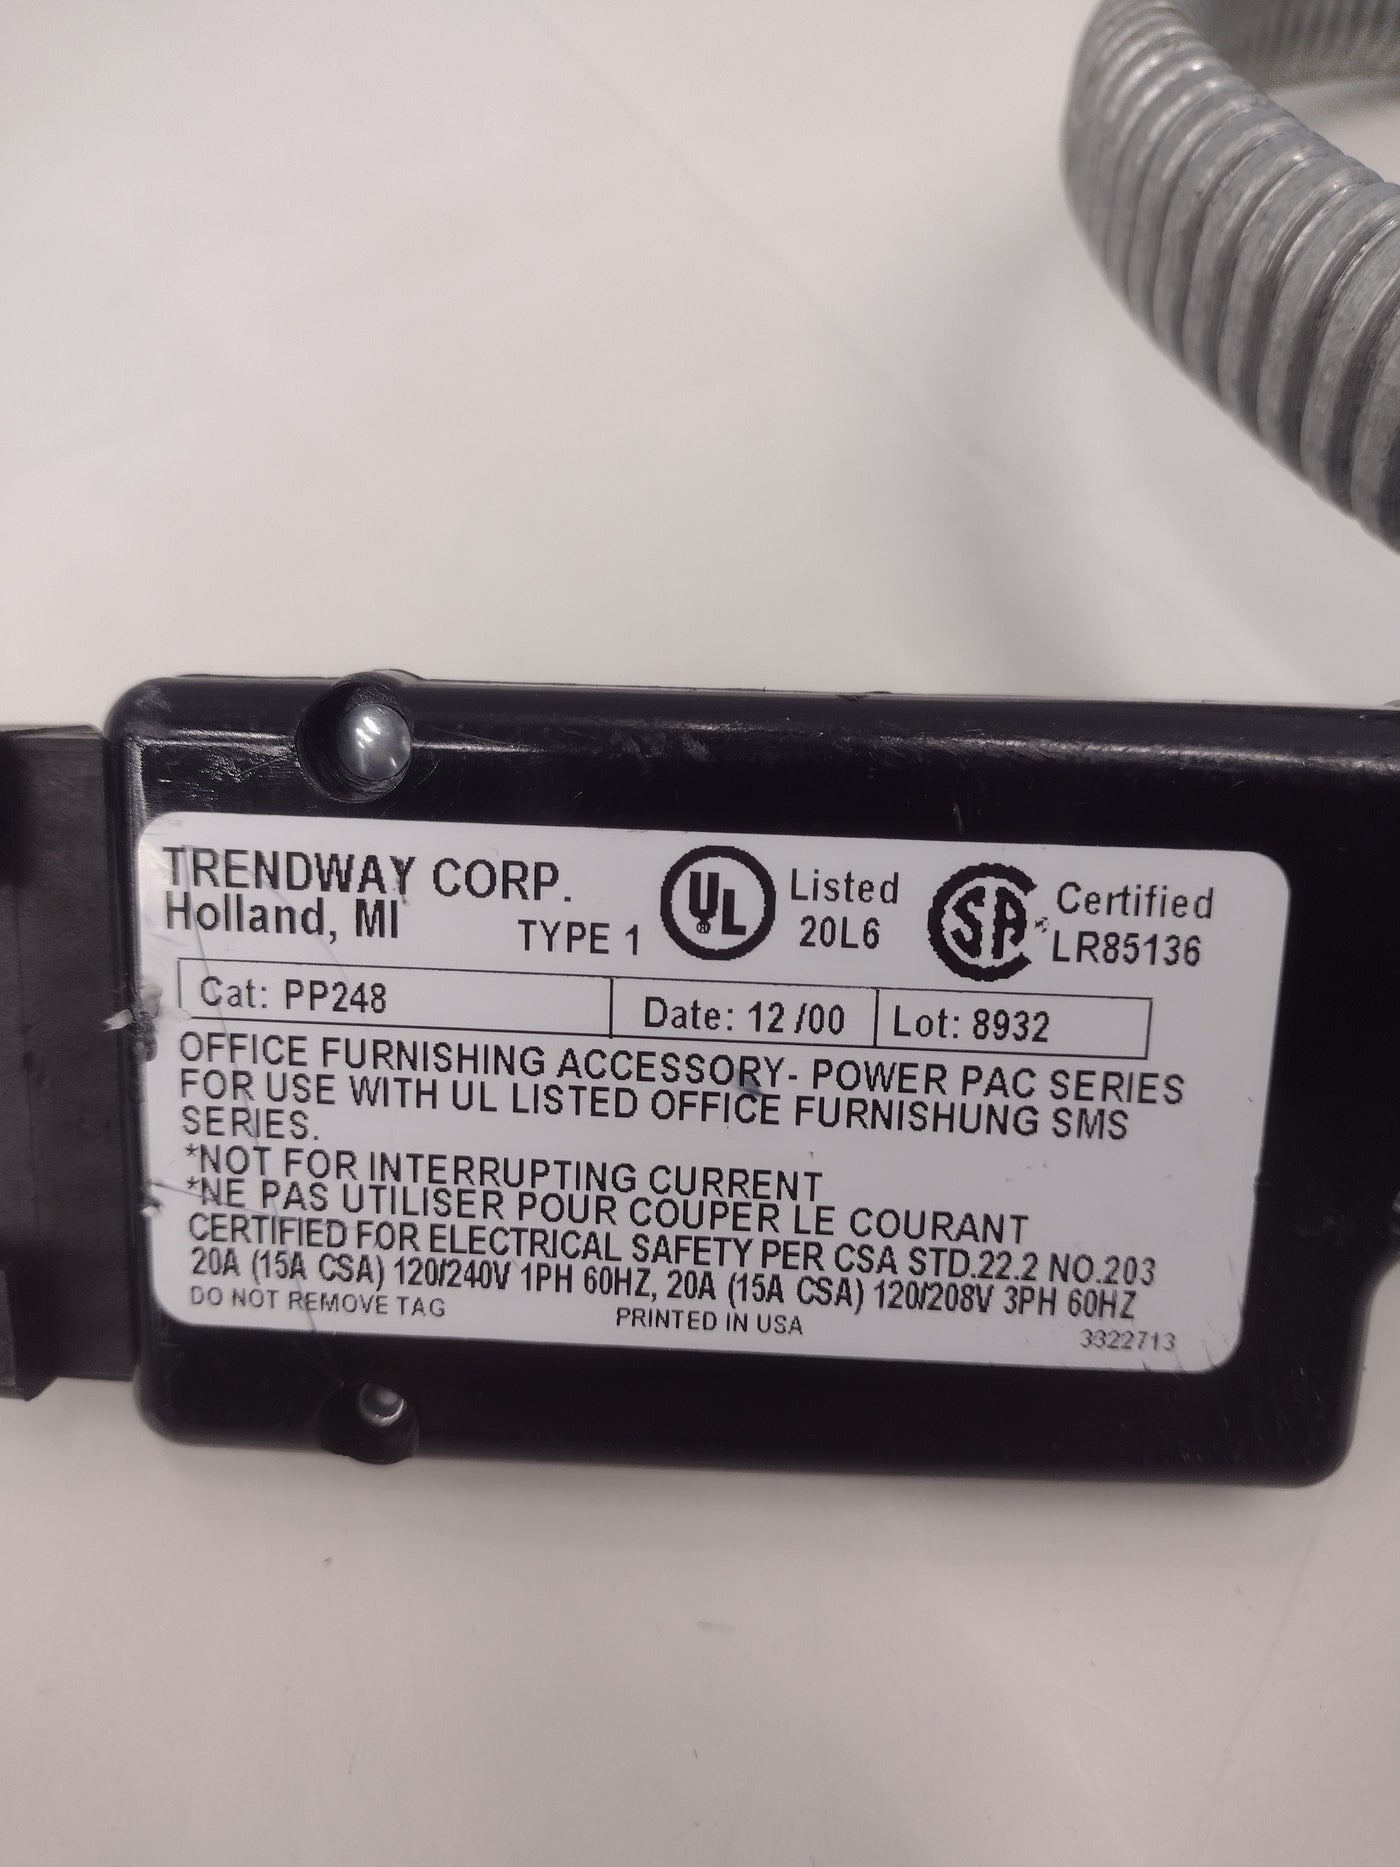 TRENDWAY CORP.
Holland, MI
TYPE 1
UL
Listed
20L6
SA
Certified
LR85136
Cat: PP248
Date: 12 /00
Lot: 8932
OFFICE FURNISHING ACCESSORY- POWER PAC SERIES
FOR USE WITH UL LISTED OFFICE FURNISHUNG SMS
SERIES.
*NOT FOR INTERRUPTING CURRENT
*NE PAS UTILISER POUR COUPER LE COURANT
CERTIFIED FOR ELECTRICAL SAFETY PER CSA STD.22.2 NO.203
20A (15A CSA) 120/240V 1PH 60HZ, 20A (15A CSA) 120/208V 3PH 60HZ
DO NOT REMOVE TAG
PRINTED IN USA
3322713